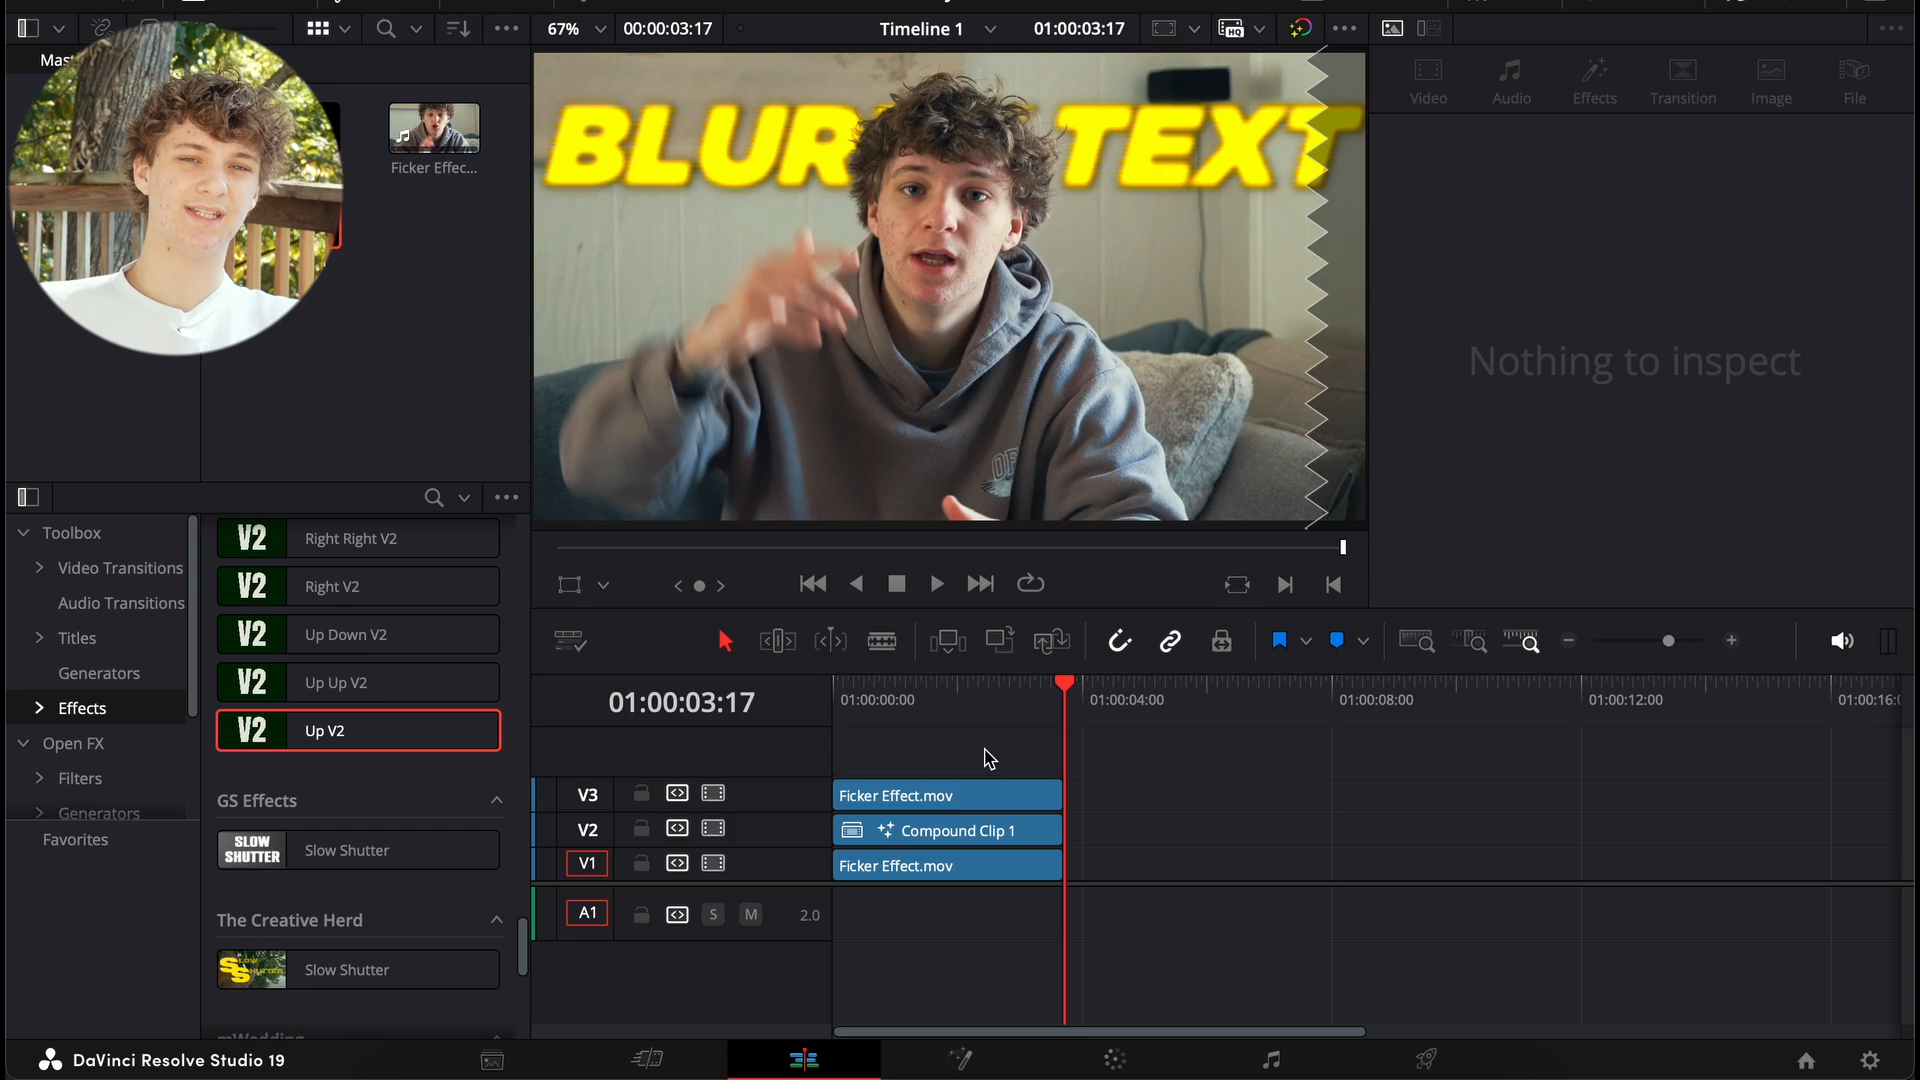 67%
00:00:03:17
Timeline 1
01:00:03:17
HQ
Mas
Ficker Effec...
BLUR TEXT
Video
Audio
Effects
Transition
Image
File
Nothing to inspect
Toolbox
Video Transitions
Audio Transitions
Titles
Generators
Effects
Open FX
Filters
Generators
Favorites
V2 Right Right V2
V2 Right V2
V2 Up Down V2
V2 Up Up V2
V2 Up V2
GS Effects
SLOW SHUTTER Slow Shutter
The Creative Herd
SLOW SHUTTER Slow Shutter
mWedding
01:00:03:17
01:00:00:00
01:00:04:00
01:00:08:00
01:00:12:00
01:00:16:0
V3
Ficker Effect.mov
V2
Compound Clip 1
V1
Ficker Effect.mov
A1
S
M
2.0
DaVinci Resolve Studio 19